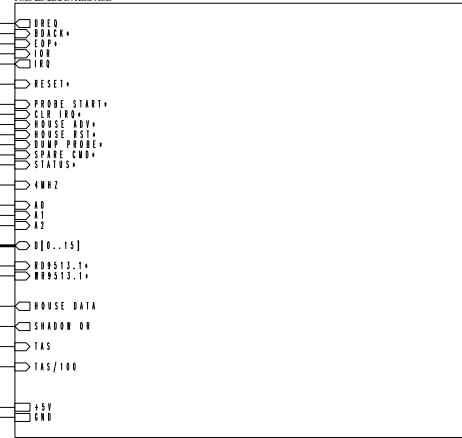 DREQ
BDACK*
EOP*
IOR
IRQ
RESET*
PROBE START*
CLR IRQ*
HOUSE ADV*
HOUSE RST*
DUMP PROBE*
SPARE CMD*
STATUS*
4MHZ
A0
A1
A2
D[0..15]
RD9513.1*
WR9513.1*
HOUSE DATA
SHADOW OR
TAS
TAS/100
+5V
GND